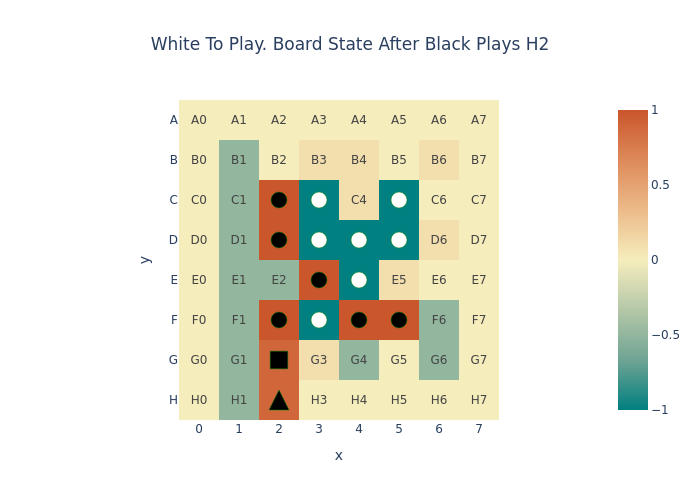 White To Play. Board State After Black Plays H2
A A0 A1 A2 A3 A4 A5 A6 A7
B B0 B1 B2 B3 B4 B5 B6 B7
C C0 C1 C4 C6 C7
D D0 D1 D6 D7
E E0 E1 E2 E5 E6 E7
F F0 F1 F6 F7
G G0 G1 G3 G4 G5 G6 G7
H H0 H1 H3 H4 H5 H6 H7
0 1 2 3 4 5 6 7
x
y
1
0.5
0
−0.5
−1